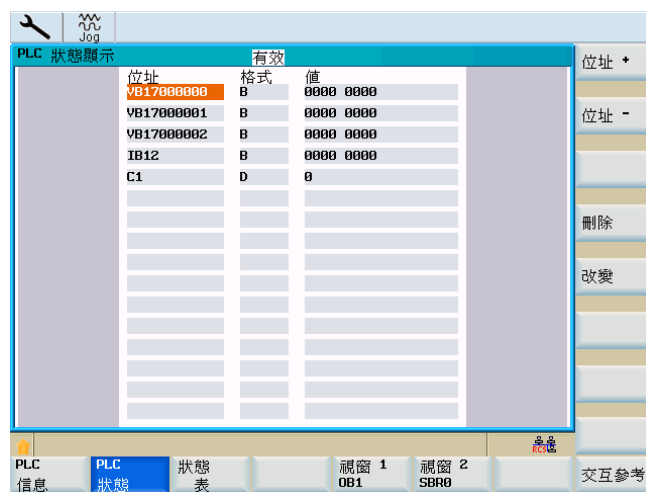 Jog
PLC 狀態顯示 有效
位址 格式 值
VB17000000 B 0000 0000
VB17000001 B 0000 0000
VB17000002 B 0000 0000
IB12 B 0000 0000
C1 D 0
位址 +
位址 -
刪除
改變
RCS
PLC 信息
PLC 狀態
狀態 表
視窗 1 OB1
視窗 2 SBR0
交互參考